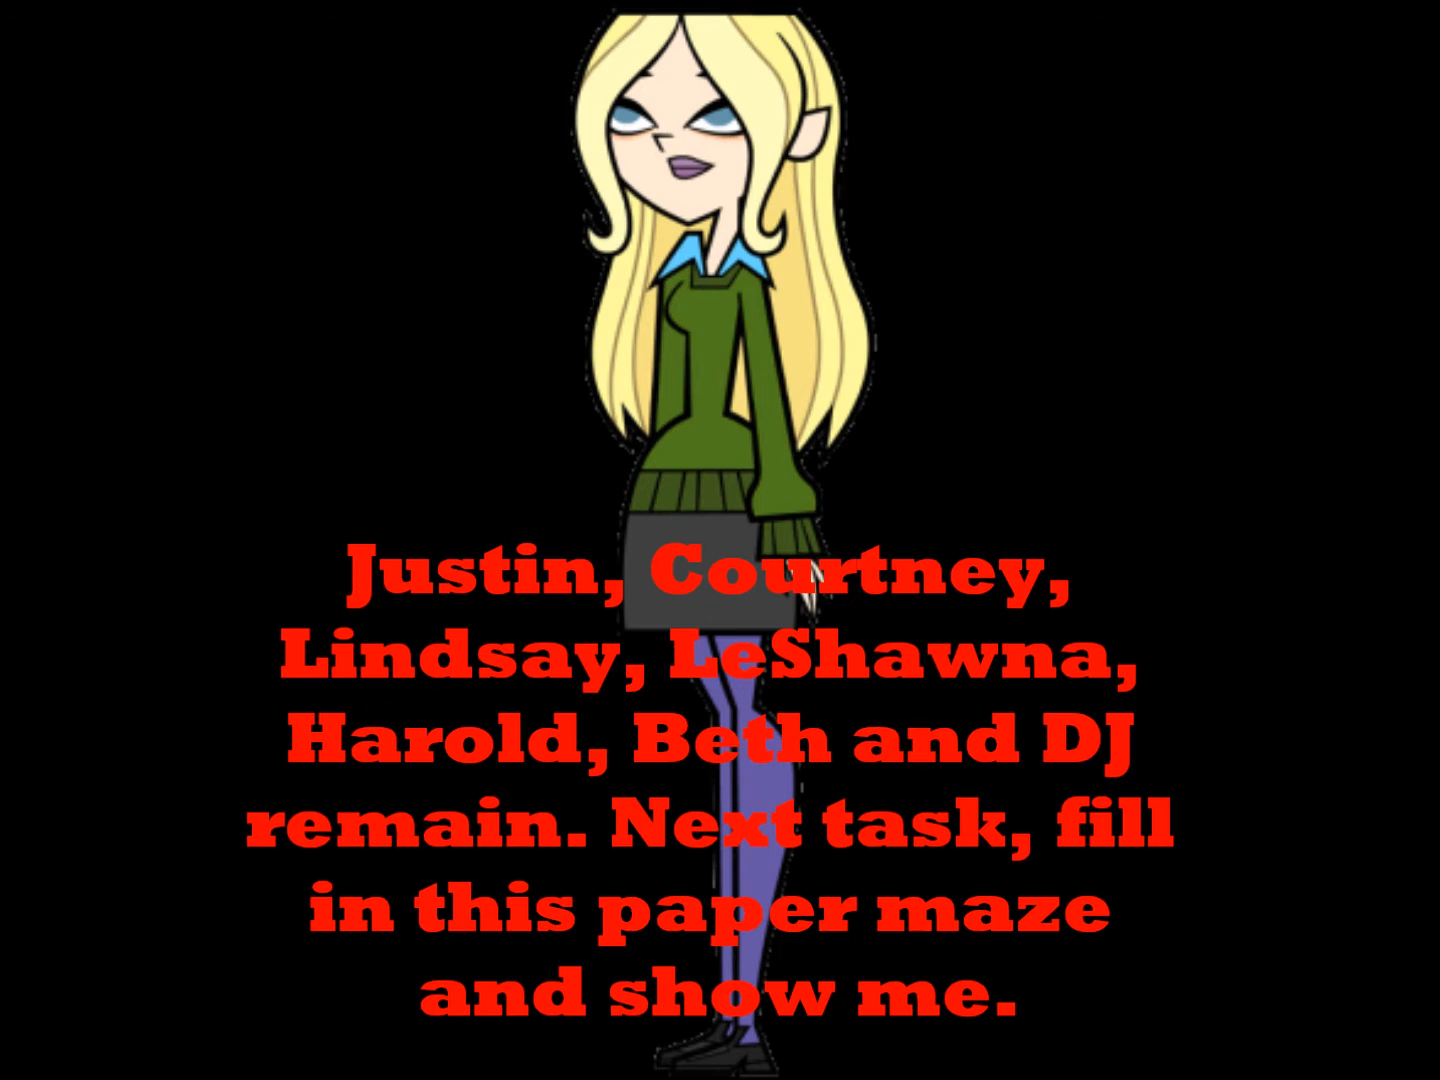 Justin, Courtney,
Lindsay, LeShawna,
Harold, Beth and DJ
remain. Next task, fill
in this paper maze
and show me.